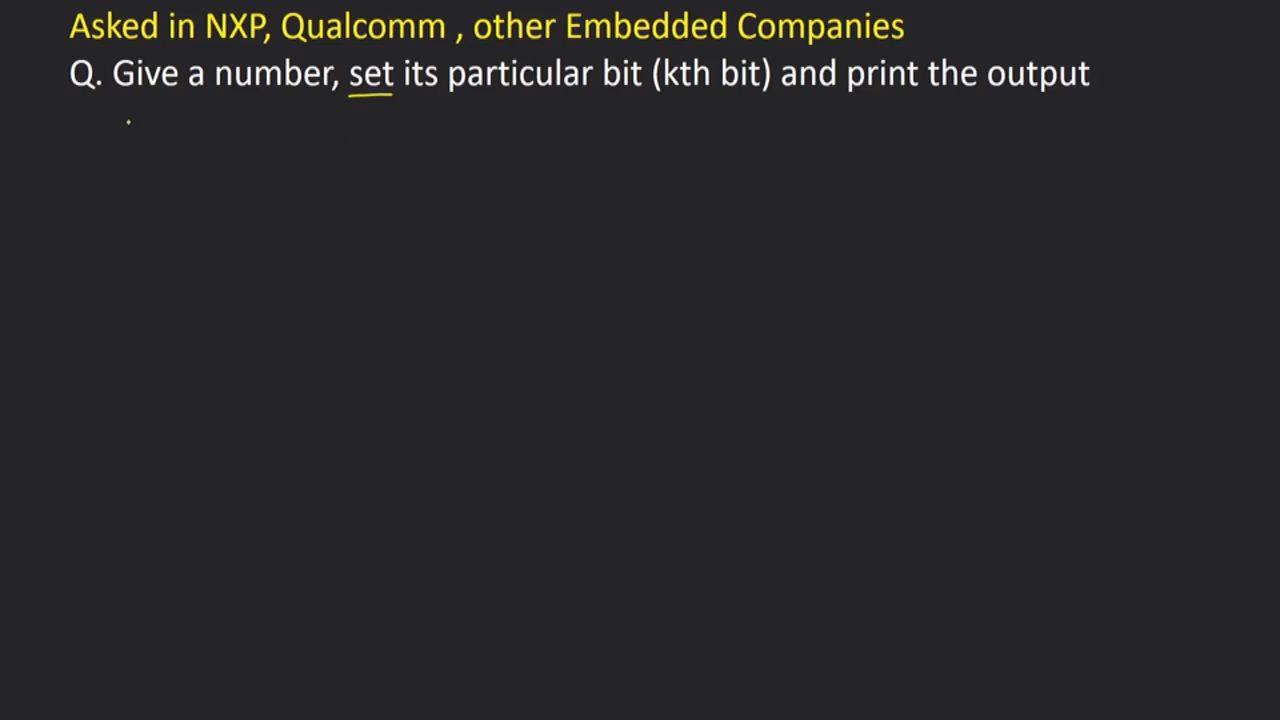 Asked in NXP, Qualcomm , other Embedded Companies
Q. Give a number, set its particular bit (kth bit) and print the output